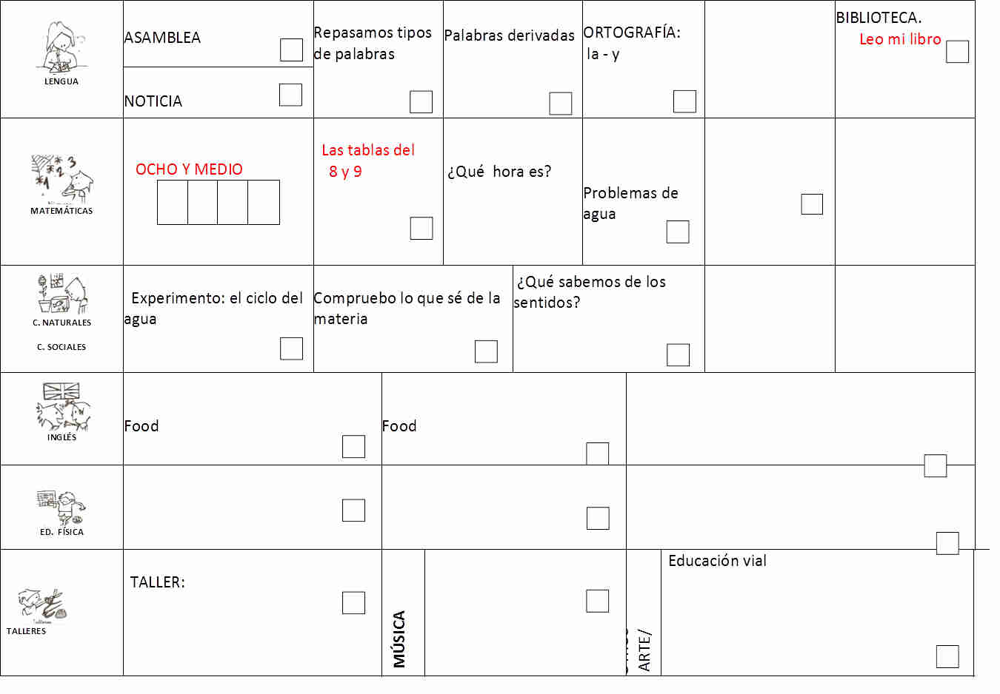 LENGUA
ASAMBLEA
NOTICIA
Repasamos tipos
de palabras
Palabras derivadas
ORTOGRAFÍA:
la - y
BIBLIOTECA.
Leo mi libro
MATEMÁTICAS
OCHO Y MEDIO
Las tablas del
8 y 9
¿Qué hora es?
Problemas de
agua
C. NATURALES
C. SOCIALES
Experimento: el ciclo del
agua
Compruebo lo que sé de la
materia
¿Qué sabemos de los
sentidos?
INGLÉS
Food
Food
ED. FÍSICA
TALLERES
TALLER:
MÚSICA
ARTE/
Educación vial